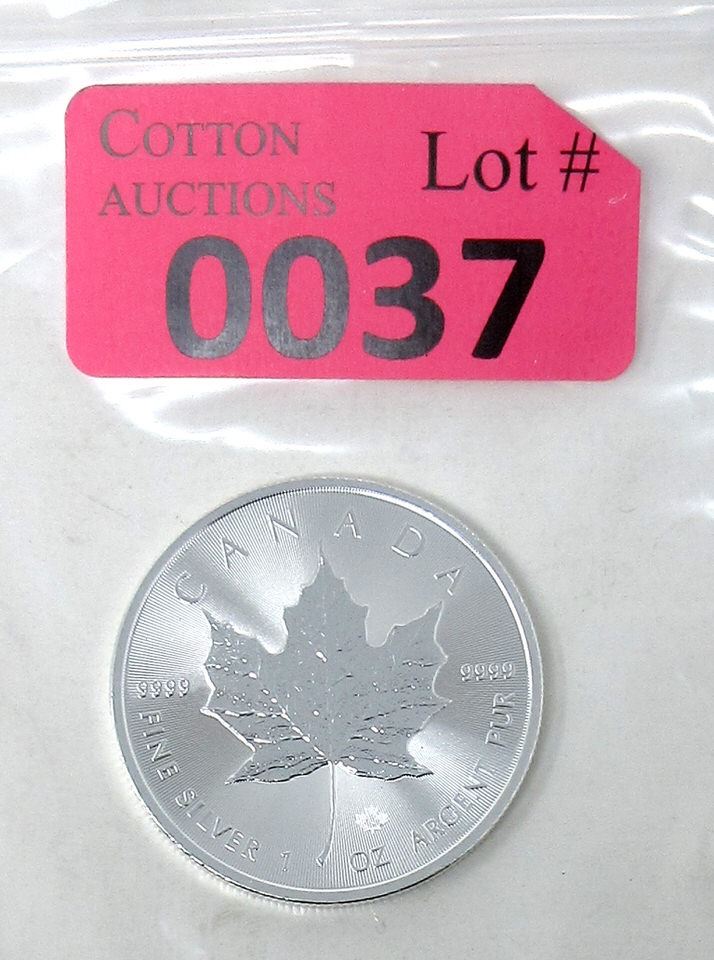 COTTON
AUCTIONS
Lot #
0037
CANADA
9999
9999
FINE SILVER 1 OZ ARGENT PUR